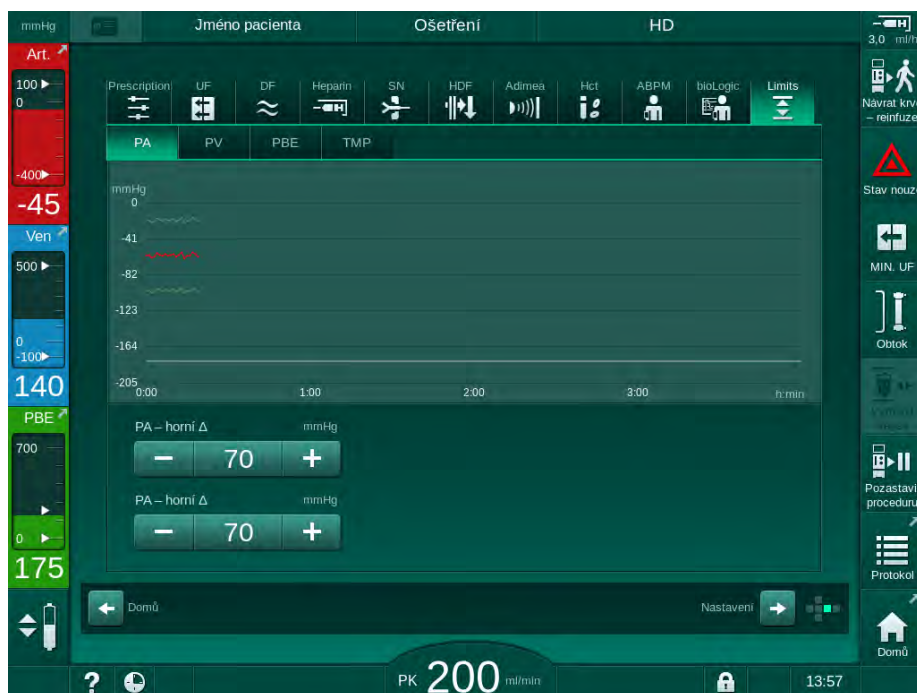 mmHg
Jméno pacienta
Ošetření
HD
3,0 ml/h
Art.
100
0
-400
-45
Ven
500
0
-100
140
PBE
700
0
175
Prescription
UF
DF
Heparin
SN
HDF
Adimea
Hct
ABPM
bioLogic
Limits
PA
PV
PBE
TMP
mmHg
0
-41
-82
-123
-164
-205
0:00
1:00
2:00
3:00
h:min
PA – horní Δ
mmHg
70
PA – horní Δ
mmHg
70
Domů
Nastavení
Návrat krve
– reinfuze
Stav nouze
MIN. UF
Obtok
Pozastavi
proceduru
Protokol
Domů
?
PK 200 ml/min
13:57